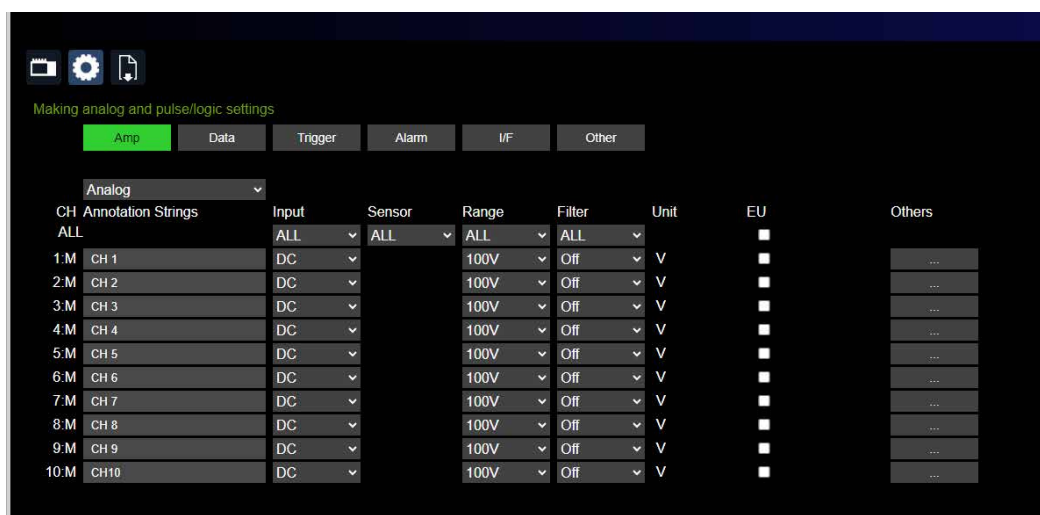 Making analog and pulse/logic settings
Amp Data Trigger Alarm I/F Other
Analog
CH Annotation Strings Input Sensor Range Filter Unit EU Others
ALL ALL ALL ALL ALL
1:M CH 1 DC 100V Off V ...
2:M CH 2 DC 100V Off V ...
3:M CH 3 DC 100V Off V ...
4:M CH 4 DC 100V Off V ...
5:M CH 5 DC 100V Off V ...
6:M CH 6 DC 100V Off V ...
7:M CH 7 DC 100V Off V ...
8:M CH 8 DC 100V Off V ...
9:M CH 9 DC 100V Off V ...
10:M CH10 DC 100V Off V ...